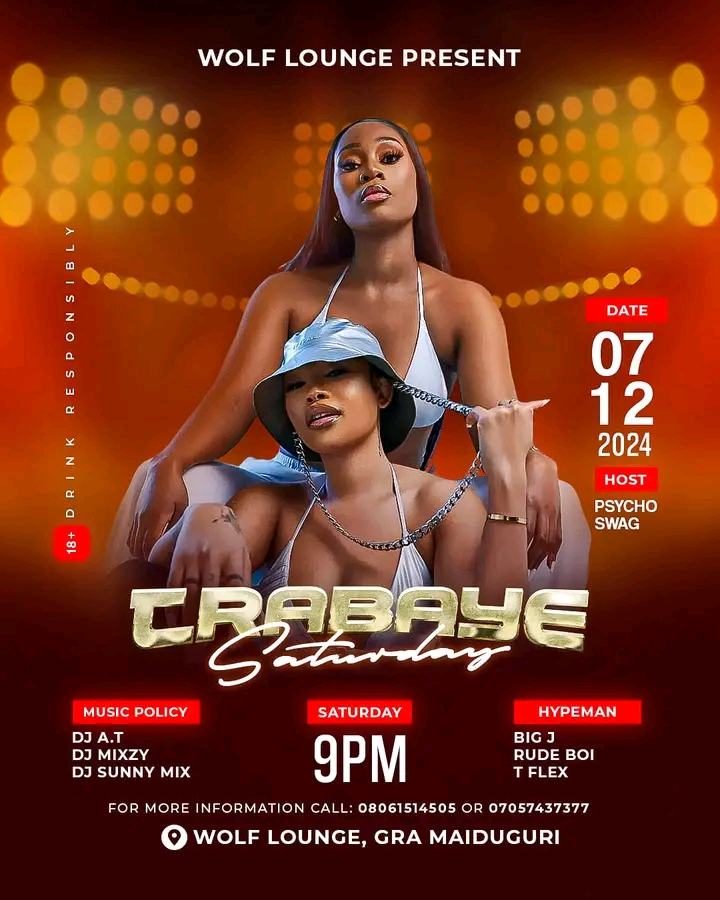 WOLF LOUNGE PRESENT
DRINK RESPONSIBLY
18+
DATE
07
12
2024
HOST
PSYCHO
SWAG
TRABAYE
Saturday
MUSIC POLICY
DJ A.T
DJ MIXZY
DJ SUNNY MIX
SATURDAY
9PM
HYPEMAN
BIG J
RUDE BOI
T FLEX
FOR MORE INFORMATION CALL: 08061514505 OR 07057437377
WOLF LOUNGE, GRA MAIDUGURI